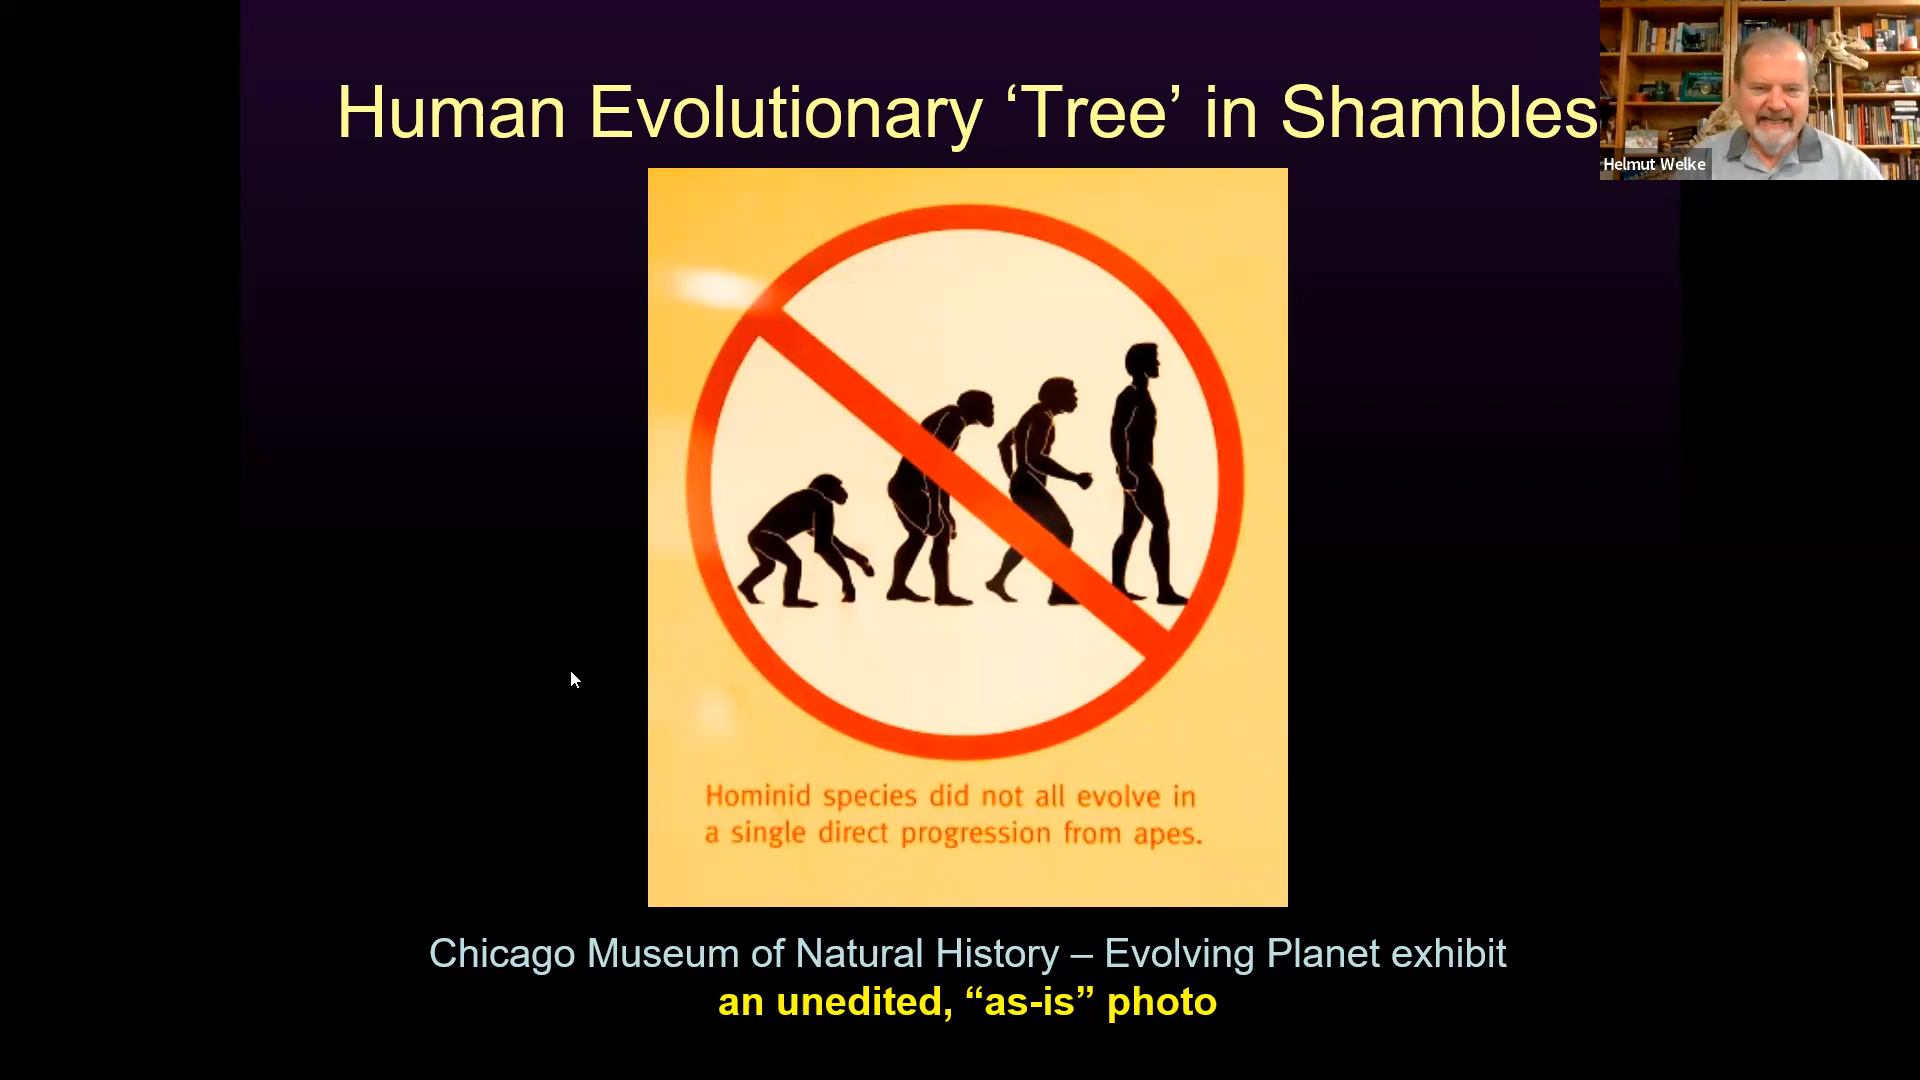 Human Evolutionary ‘Tree’ in Shambles
Helmut Welke
Hominid species did not all evolve in
a single direct progression from apes.
Chicago Museum of Natural History – Evolving Planet exhibit
an unedited, “as-is” photo